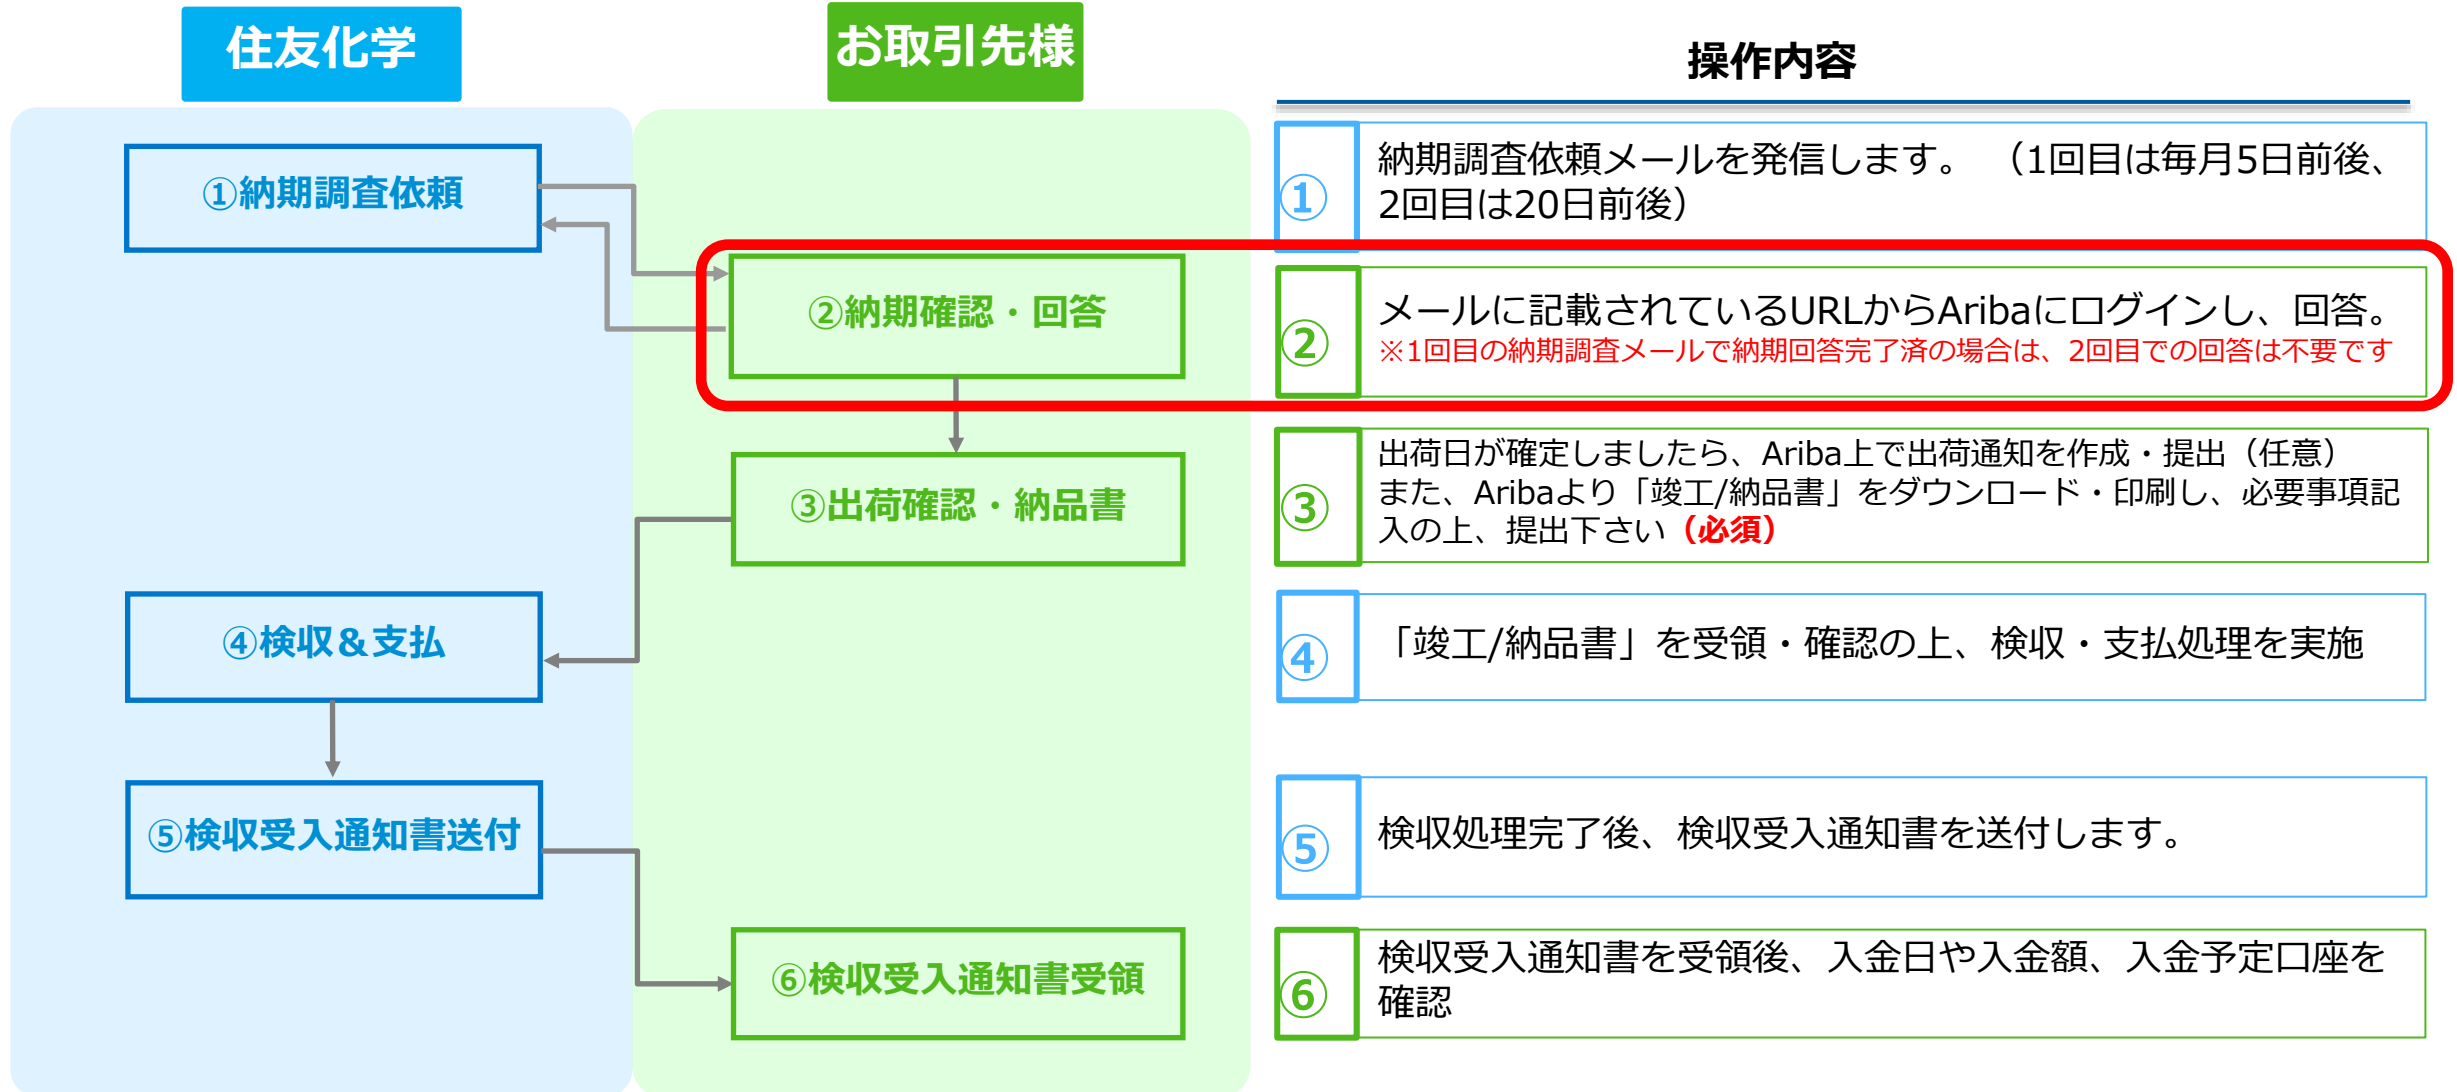 住友化学
お取引先様
操作内容
①納期調査依頼
②納期確認・回答
③出荷確認・納品書
④検収＆支払
⑤検収受入通知書送付
⑥検収受入通知書受領
①
納期調査依頼メールを発信します。 （1回目は毎月5日前後、
2回目は20日前後）
②
メールに記載されているURLからAribaにログインし、回答。
※1回目の納期調査メールで納期回答完了済の場合は、2回目での回答は不要です
③
出荷日が確定しましたら、Ariba上で出荷通知を作成・提出（任意）
また、Aribaより「竣工/納品書」をダウンロード・印刷し、必要事項記
入の上、提出下さい（必須）
④
「竣工/納品書」を受領・確認の上、検収・支払処理を実施
⑤
検収処理完了後、検収受入通知書を送付します。
⑥
検収受入通知書を受領後、入金日や入金額、入金予定口座を
確認